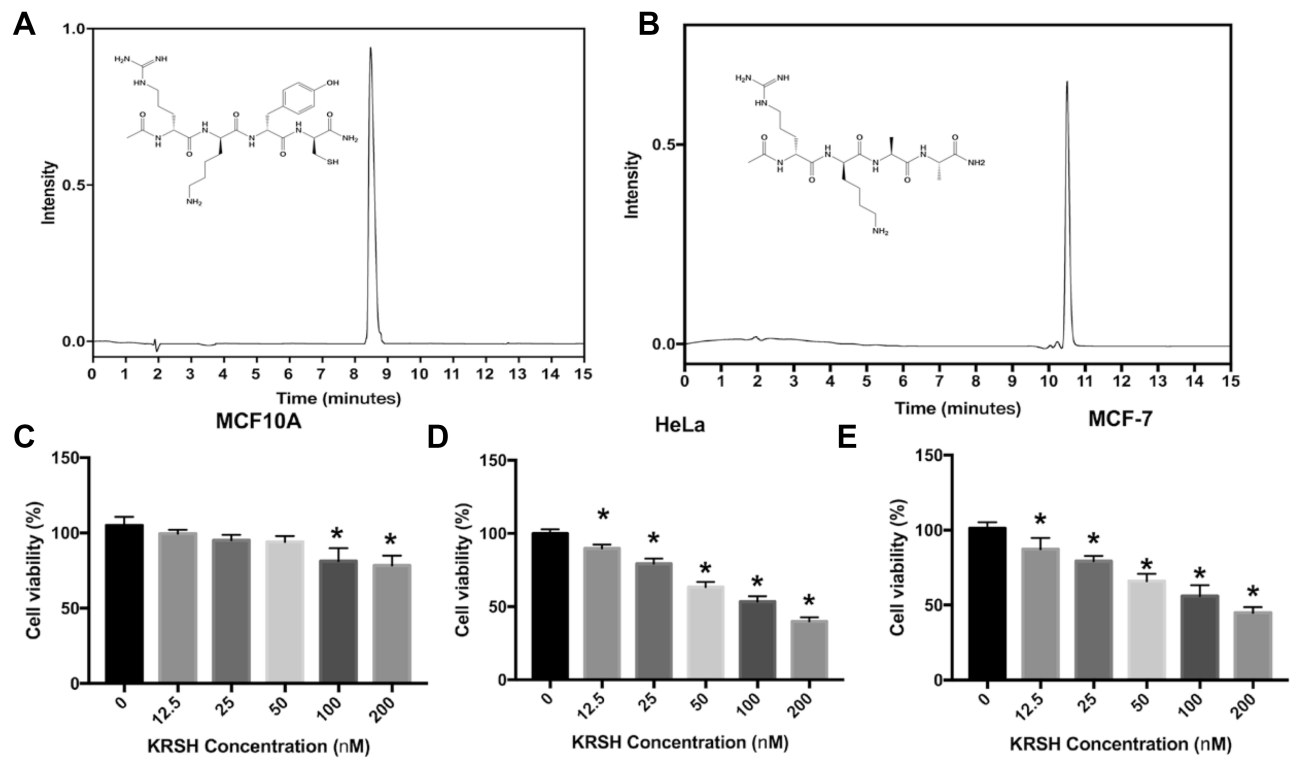 A
1.0
0.5
0.0
Intensity
H₂N
NH
HN
O
N
H
O
H
N
O
N
H
OH
O
H
N
O
NH₂
SH
NH₂
0 1 2 3 4 5 6 7 8 9 10 11 12 13 14 15
Time (minutes)
B
0.5
0.0
Intensity
H₂N
NH
HN
O
N
H
O
H
N
O
N
H
O
H
N
O
NH2
NH₂
0 1 2 3 4 5 6 7 8 9 10 11 12 13 14 15
Time (minutes)
C
MCF10A
150
100
50
0
Cell viability (%)
* *
0 12.5 25 50 100 200
KRSH Concentration (nM)
D
HeLa
150
100
50
0
Cell viability (%)
* * * * *
0 12.5 25 50 100 200
KRSH Concentration (nM)
E
MCF-7
150
100
50
0
Cell viability (%)
* * * * *
0 12.5 25 50 100 200
KRSH Concentration (nM)